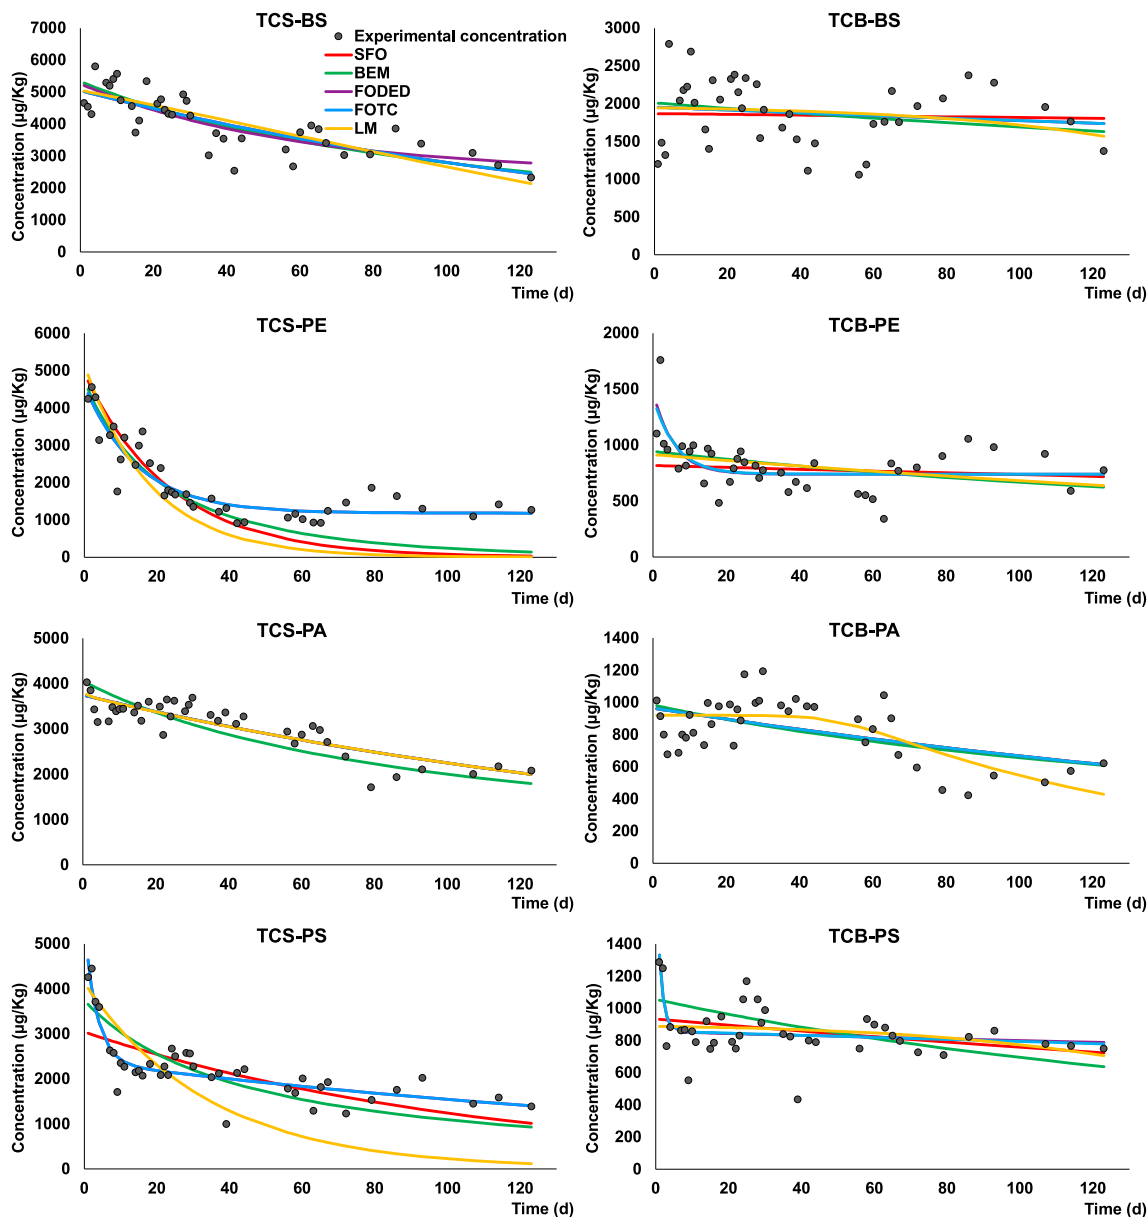 TCS-BS
Concentration (µg/Kg)
7000
6000
5000
4000
3000
2000
1000
0
0 20 40 60 80 100 120
Time (d)
Experimental concentration
SFO
BEM
FODED
FOTC
LM
TCB-BS
Concentration (µg/Kg)
3000
2500
2000
1500
1000
500
0
0 20 40 60 80 100 120
Time (d)
TCS-PE
Concentration (µg/Kg)
6000
5000
4000
3000
2000
1000
0
0 20 40 60 80 100 120
Time (d)
TCB-PE
Concentration (µg/Kg)
2000
1500
1000
500
0
0 20 40 60 80 100 120
Time (d)
TCS-PA
Concentration (µg/Kg)
5000
4000
3000
2000
1000
0
0 20 40 60 80 100 120
Time (d)
TCB-PA
Concentration (µg/Kg)
1400
1200
1000
800
600
400
200
0
0 20 40 60 80 100 120
Time (d)
TCS-PS
Concentration (µg/Kg)
5000
4000
3000
2000
1000
0
0 20 40 60 80 100 120
Time (d)
TCB-PS
Concentration (µg/Kg)
1400
1200
1000
800
600
400
200
0
0 20 40 60 80 100 120
Time (d)